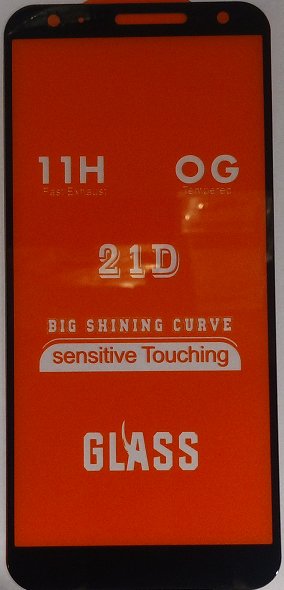 11H OG
Fast Exhaust Tempered
21D
BIG SHINING CURVE
sensitive Touching
GLASS